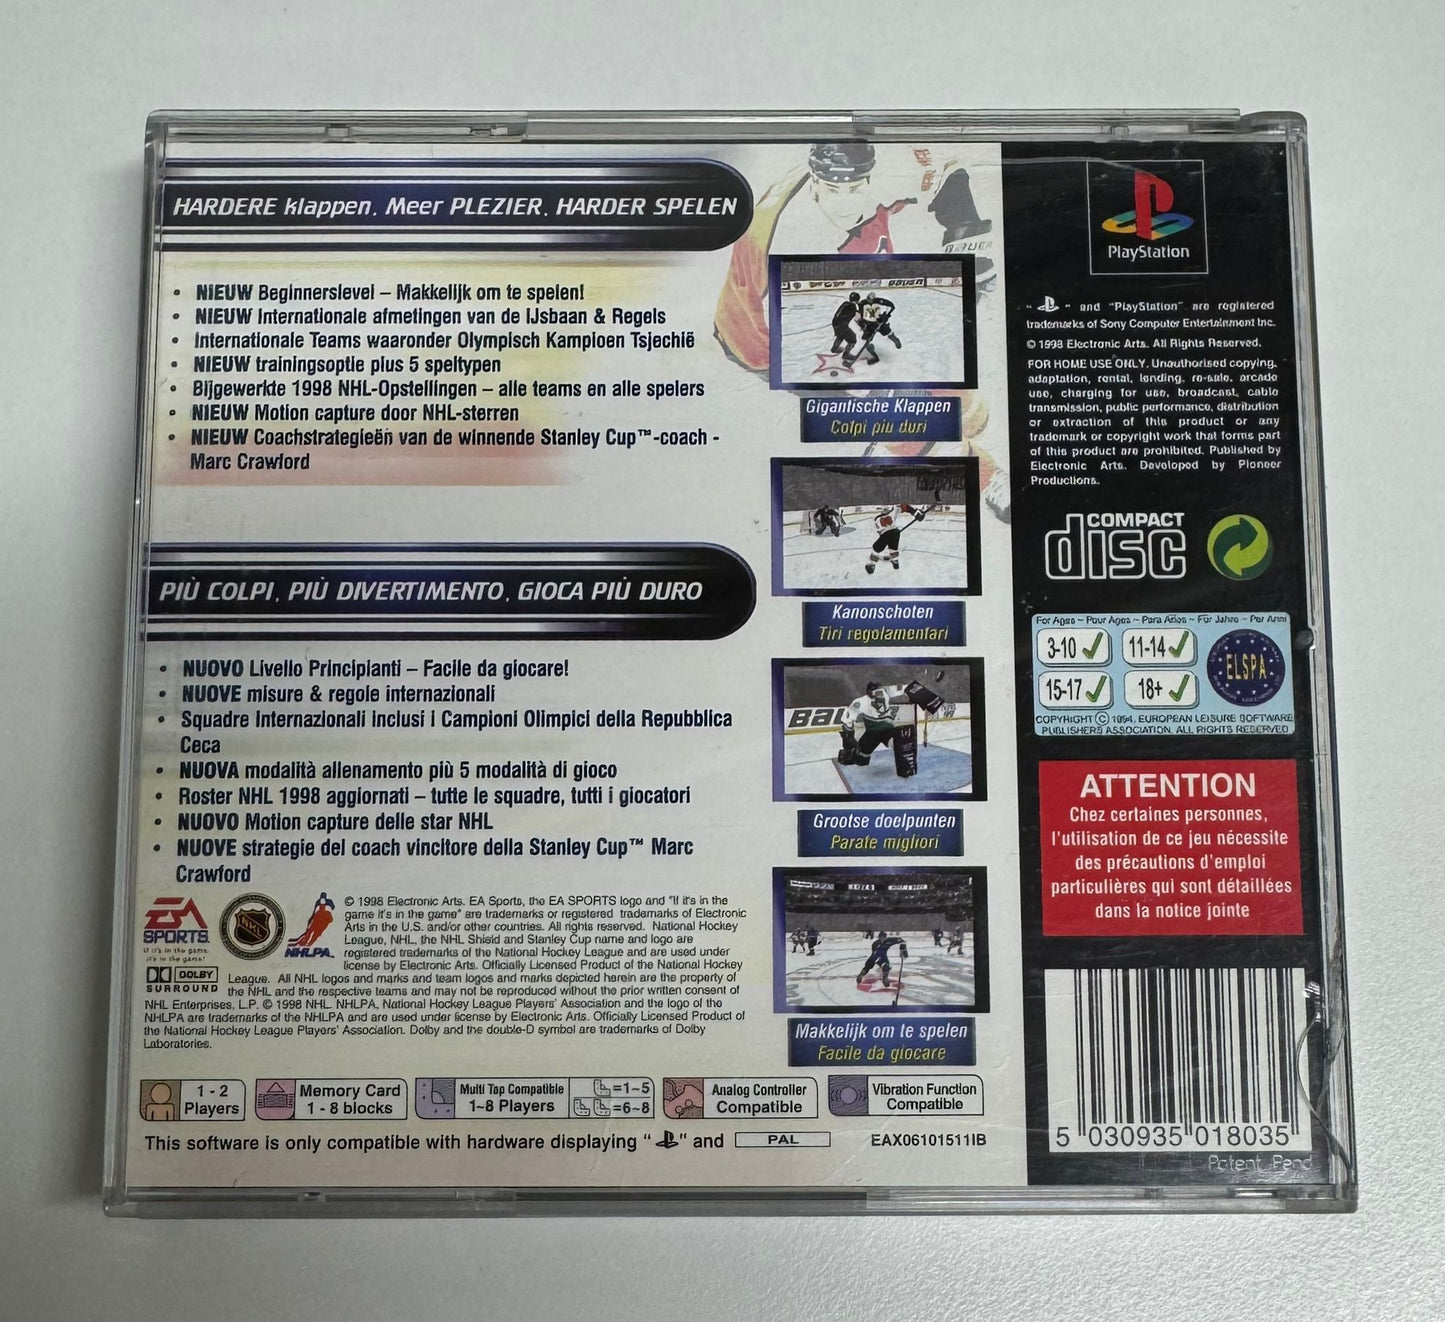 HARDERE klappen, Meer PLEZIER, HARDER SPELEN
• NIEUW Beginnerslevel – Makkelijk om te spelen!
• NIEUW Internationale afmetingen van de IJsbaan & Regels
• Internationale Teams waaronder Olympisch Kampioen Tsjechië
• NIEUW trainingsoptie plus 5 speltypen
• Bijgewerkte 1998 NHL-Opstellingen – alle teams en alle spelers
• NIEUW Motion capture door NHL-sterren
• NIEUW Coachstrategieën van de winnende Stanley Cup™-coach -
Marc Crawford
PIÙ COLPI, PIÙ DIVERTIMENTO, GIOCA PIÙ DURO
• NUOVO Livello Principianti – Facile da giocare!
• NUOVE misure & regole internazionali
• Squadre Internazionali inclusi i Campioni Olimpici della Repubblica
Ceca
• NUOVA modalità allenamento più 5 modalità di gioco
• Roster NHL 1998 aggiornati – tutte le squadre, tutti i giocatori
• NUOVO Motion capture delle star NHL
• NUOVE strategie del coach vincitore della Stanley Cup™ Marc
Crawford
Gigantische Klappen
Colpi più duri
Kanonschoten
Tiri regolamentari
BAU
Grootse doelpunten
Parate migliori
Makkelijk om te spelen
Facile da giocare
EA
SPORTS
If it's in the game,
it's in the game!
NHL
NHLPA
DOLBY
SURROUND
© 1998 Electronic Arts. EA Sports, the EA SPORTS logo and "If it's in the
game it's in the game" are trademarks or registered trademarks of Electronic
Arts in the U.S. and/or other countries. All rights reserved. National Hockey
League, NHL, the NHL Shield and Stanley Cup name and logo are
registered trademarks of the National Hockey League and are used under
license by Electronic Arts. Officially Licensed Product of the National Hockey
League. All NHL logos and marks and team logos and marks depicted herein are the property of
the NHL and the respective teams and may not be reproduced without the prior written consent of
NHL Enterprises, L.P. © 1998 NHL. NHLPA, National Hockey League Players' Association and the logo of the
NHLPA are trademarks of the NHLPA and are used under license by Electronic Arts. Officially Licensed Product of
the National Hockey League Players' Association. Dolby and the double-D symbol are trademarks of Dolby
Laboratories.
1 - 2
Players
Memory Card
1 - 8 blocks
Multi Tap Compatible
1~8 Players
=1~5
=6~8
Analog Controller
Compatible
Vibration Function
Compatible
This software is only compatible with hardware displaying " " and PAL
EAX06101511IB
PlayStation
" " and "PlayStation" are registered
trademarks of Sony Computer Entertainment Inc.
© 1998 Electronic Arts. All Rights Reserved.
FOR HOME USE ONLY. Unauthorised copying,
adaptation, rental, lending, re-sale, arcade
use, charging for use, broadcast, cable
transmission, public performance, distribution
or extraction of this product or any
trademark or copyright work that forms part
of this product are prohibited. Published by
Electronic Arts. Developed by Pioneer
Productions.
COMPACT
disc
For Ages ~ Pour Ages ~ Para Años ~ Für Jahre ~ Per Anni
3-10 ✓ 11-14 ✓
15-17 ✓ 18+ ✓
ELSPA
COPYRIGHT © 1994. EUROPEAN LEISURE SOFTWARE
PUBLISHERS ASSOCIATION. ALL RIGHTS RESERVED
ATTENTION
Chez certaines personnes,
l'utilisation de ce jeu nécessite
des précautions d'emploi
particulières qui sont détaillées
dans la notice jointe
5 030935 018035
Patent Pend